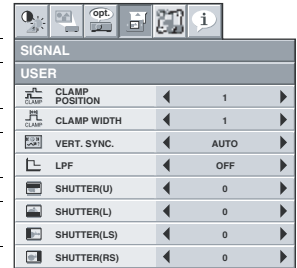 opt.
SIGNAL
USER
CLAMP CLAMP POSITION 1
CLAMP CLAMP WIDTH 1
VERT. SYNC. AUTO
LPF OFF
SHUTTER(U) 0
SHUTTER(L) 0
SHUTTER(LS) 0
SHUTTER(RS) 0